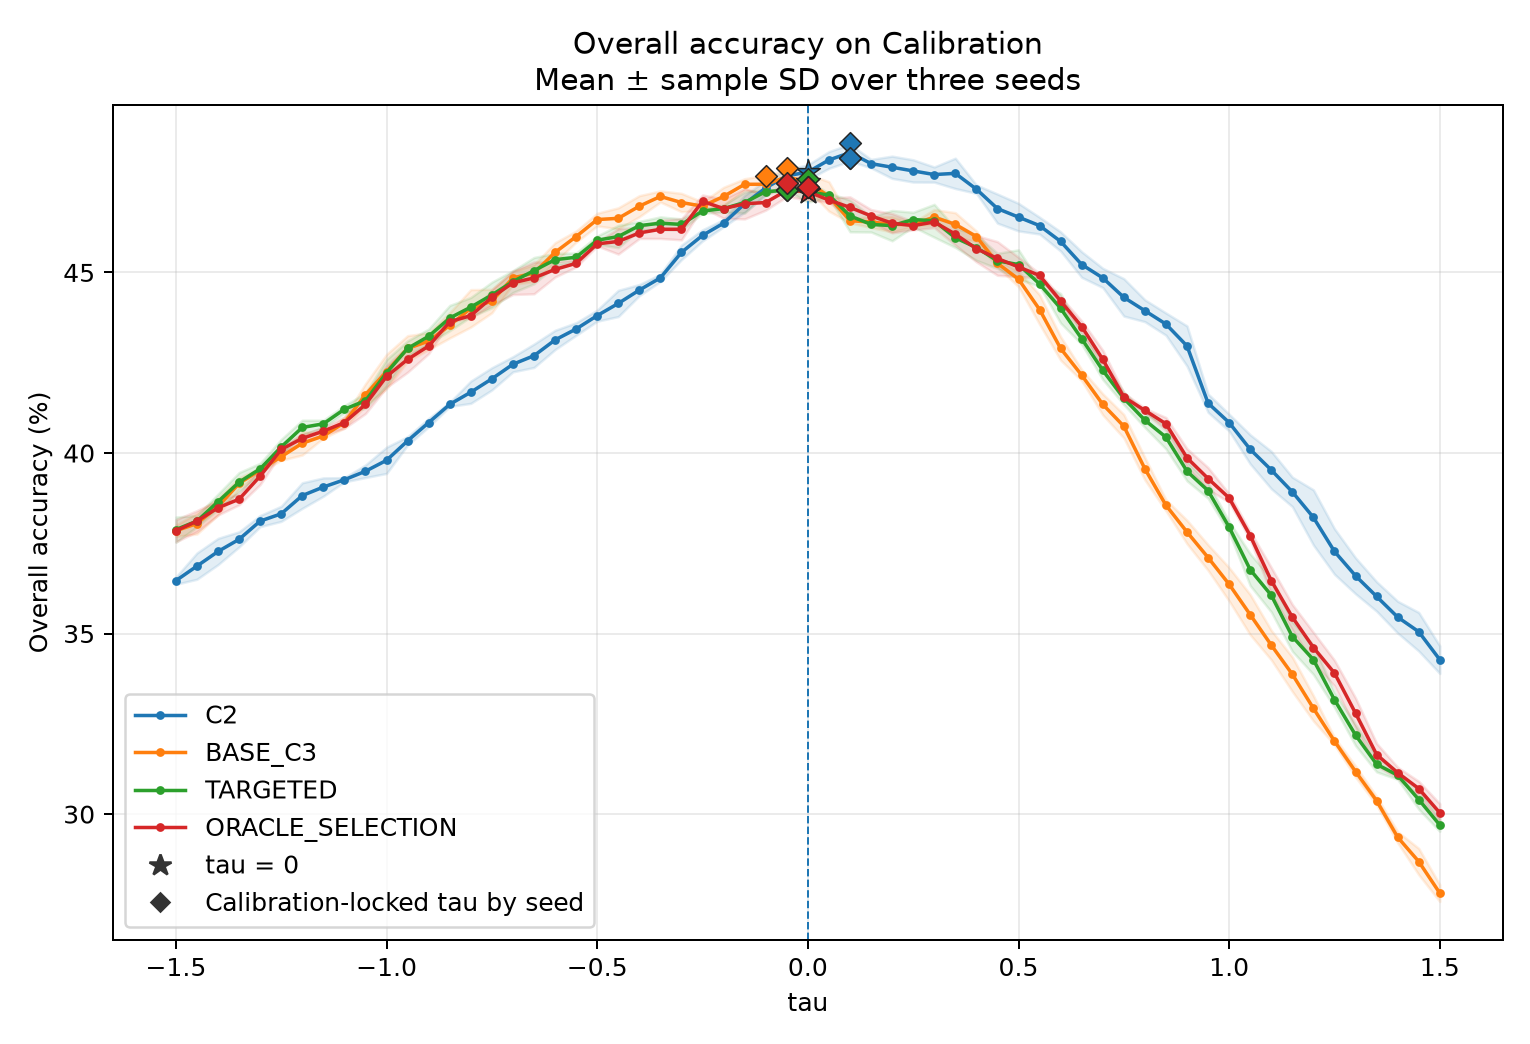 Overall accuracy on Calibration
Mean ± sample SD over three seeds
Overall accuracy (%)
45
40
35
30
C2
BASE_C3
TARGETED
ORACLE_SELECTION
tau = 0
Calibration-locked tau by seed
−1.5 −1.0 −0.5 0.0 0.5 1.0 1.5
tau